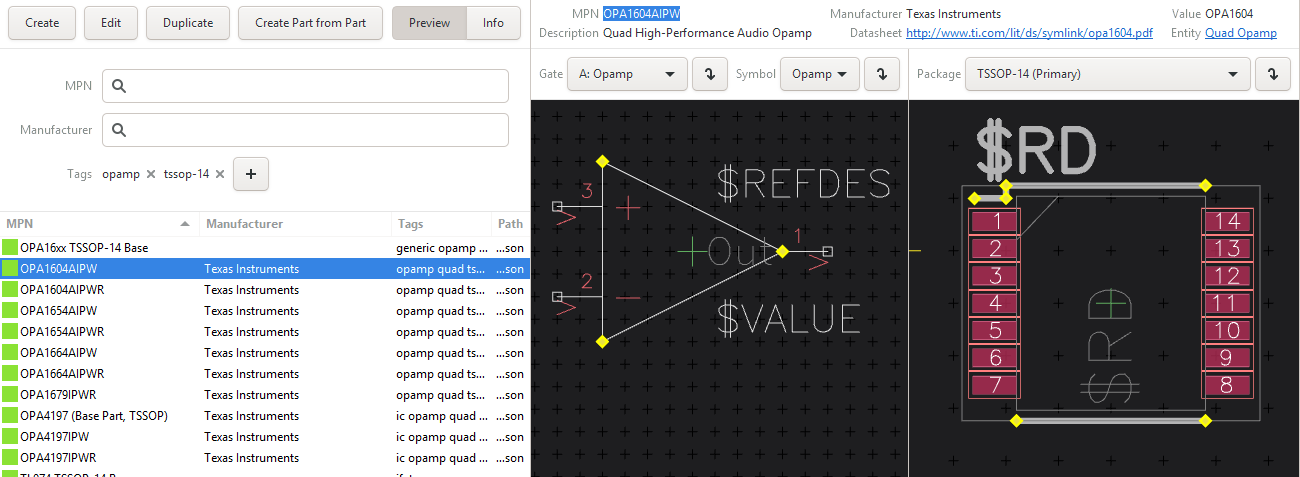 Create Edit Duplicate Create Part from Part Preview Info
MPN
Manufacturer
Tags opamp tssop-14 +
MPN Manufacturer Tags Path
OPA16xx TSSOP-14 Base generic opamp ... ...son
OPA1604AIPW Texas Instruments opamp quad ts... ...son
OPA1604AIPWR Texas Instruments opamp quad ts... ...son
OPA1654AIPW Texas Instruments opamp quad ts... ...son
OPA1654AIPWR Texas Instruments opamp quad ts... ...son
OPA1664AIPW Texas Instruments opamp quad ts... ...son
OPA1664AIPWR Texas Instruments opamp quad ts... ...son
OPA1679IPWR Texas Instruments opamp quad ts... ...son
OPA4197 (Base Part, TSSOP) Texas Instruments ic opamp quad ... ...son
OPA4197IPW Texas Instruments ic opamp quad ... ...son
OPA4197IPWR Texas Instruments ic opamp quad ... ...son
MPN OPA1604AIPW Manufacturer Texas Instruments Value OPA1604
Description Quad High-Performance Audio Opamp Datasheet http://www.ti.com/lit/ds/symlink/opa1604.pdf Entity Quad Opamp
Gate A: Opamp Symbol Opamp Package TSSOP-14 (Primary)
$REFDES
3
+
Out 1
2
$VALUE
$RD
1 14
2 13
3 12
4 11
5 10
6 9
7 8
$RD